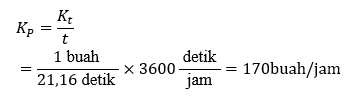 K_P = K_t / t
= 1 buah / 21,16 detik × 3600 detik / jam = 170buah/jam